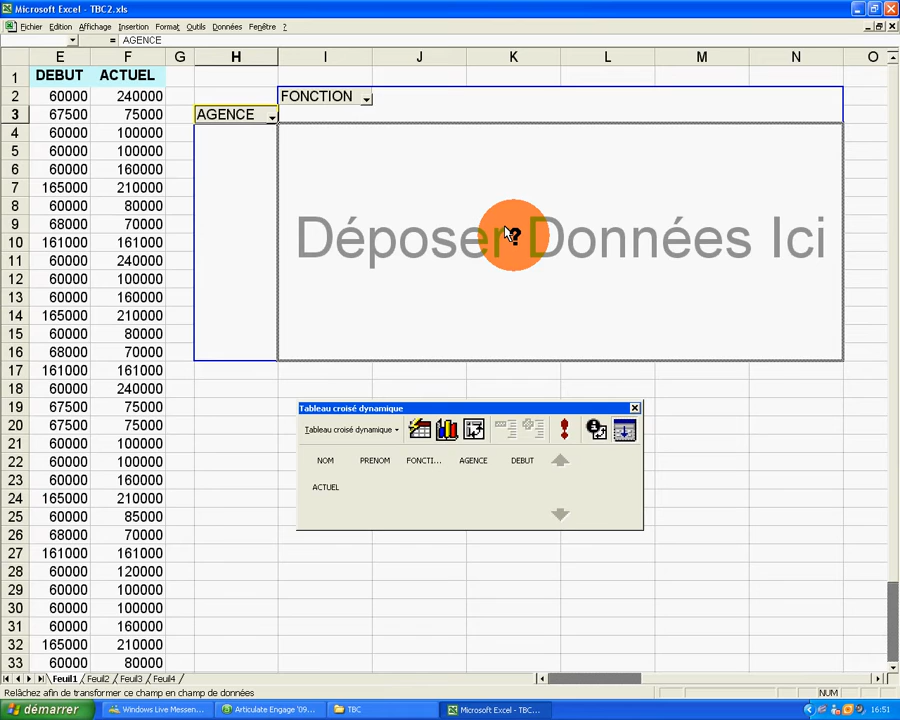 Microsoft Excel - TBC2.xls
Fichier Edition Affichage Insertion Format Outils Données Fenêtre ?
= AGENCE
E F G H I J K L M N O
1 DEBUT ACTUEL
2 60000 240000 FONCTION
3 67500 75000 AGENCE
4 60000 100000
5 60000 100000
6 60000 160000
7 165000 210000
8 60000 80000
9 68000 70000
10 161000 161000
Déposer Données Ici
11 60000 240000
12 60000 100000
13 60000 160000
14 165000 210000
15 60000 80000
16 68000 70000
17 161000 161000
18 60000 240000
19 67500 75000
Tableau croisé dynamique
20 67500 75000
Tableau croisé dynamique
21 60000 100000
22 60000 100000
NOM PRENOM FONCTI... AGENCE DEBUT
23 60000 160000
ACTUEL
24 165000 210000
25 60000 85000
26 68000 70000
27 161000 161000
28 60000 120000
29 60000 100000
30 60000 100000
31 60000 160000
32 165000 210000
33 60000 80000
Feuil1 Feuil2 Feuil3 Feuil4
Relâchez afin de transformer ce champ en champ de données
NUM
démarrer Windows Live Messen... Articulate Engage '09... TBC Microsoft Excel - TBC... 16:51